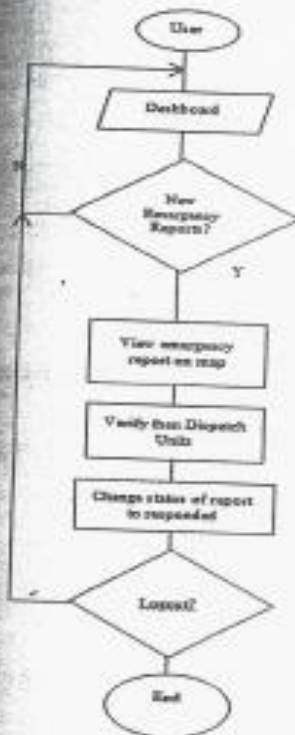 User
Dashboard
N
New
Emergency
Reports?
Y
View emergency
report on map
Verify then Dispatch
Units
Change status of report
to responded
Logout?
End